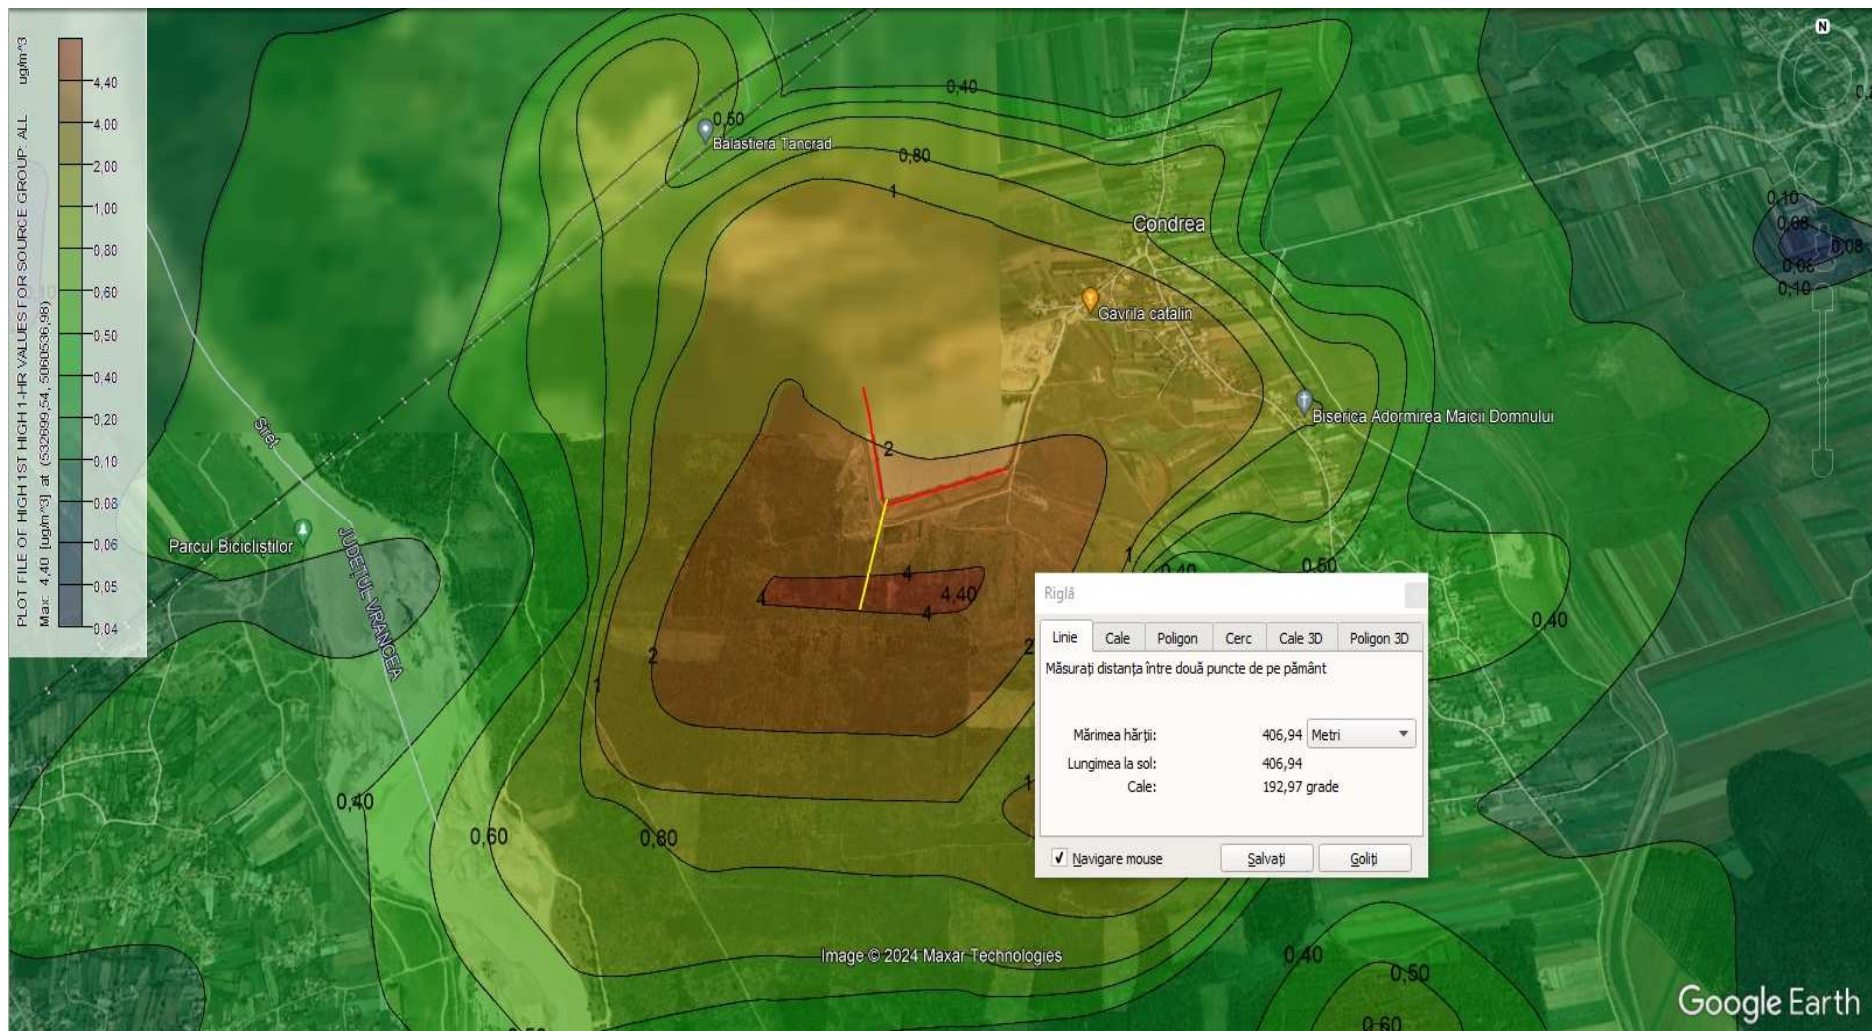 PLOT FILE OF HIGH 1ST HIGH 1-HR VALUES FOR SOURCE GROUP: ALL
ug/m^3
Max: 4,40 [ug/m^3] at (532699,54, 5060536,98)
4,40
4,00
2,00
1,00
0,80
0,60
0,50
0,40
0,20
0,10
0,08
0,06
0,05
0,04
N
0,40
0,50
Balastiera Tancrad
0,80
1
Condrea
0,10
0,08
0,08
0,08
0,10
Gavrila catalin
Biserica Adormirea Maicii Domnului
Siret
2
Parcul Bicicliștilor
JUDEȚUL VRANCEA
1
0,40
0,50
4
4
4,40
4
0,40
2
2
1
1
0,40
0,60
0,80
Riglă
Linie
Cale
Poligon
Cerc
Cale 3D
Poligon 3D
Măsurați distanța între două puncte de pe pământ
Mărimea hărții: 406,94 Metri
Lungimea la sol: 406,94
Cale: 192,97 grade
Navigare mouse
Salvați
Goliți
Image © 2024 Maxar Technologies
0,40
0,50
0,60
0,50
Google Earth